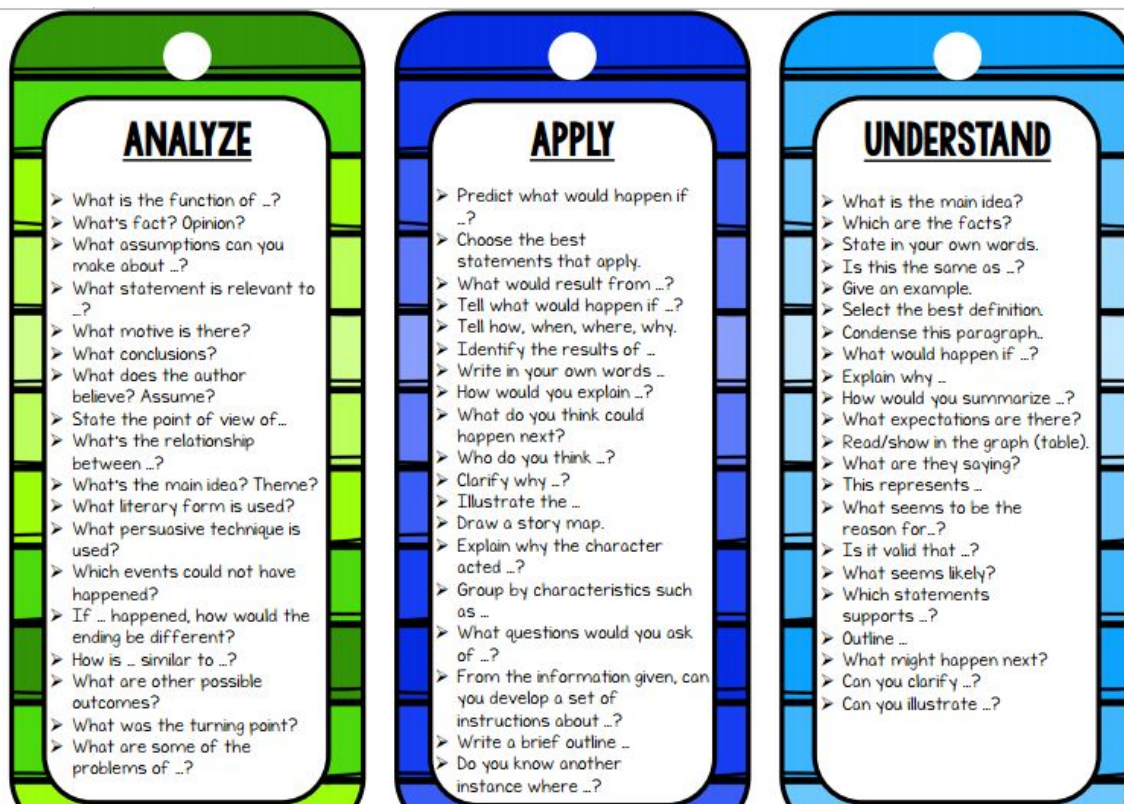 ANALYZE
➤ What is the function of …?
➤ What's fact? Opinion?
➤ What assumptions can you
make about …?
➤ What statement is relevant to
…?
➤ What motive is there?
➤ What conclusions?
➤ What does the author
believe? Assume?
➤ State the point of view of…
➤ What's the relationship
between …?
➤ What's the main idea? Theme?
➤ What literary form is used?
➤ What persuasive technique is
used?
➤ Which events could not have
happened?
➤ If … happened, how would the
ending be different?
➤ How is … similar to …?
➤ What are other possible
outcomes?
➤ What was the turning point?
➤ What are some of the
problems of …?
APPLY
➤ Predict what would happen if
…?
➤ Choose the best
statements that apply.
➤ What would result from …?
➤ Tell what would happen if …?
➤ Tell how, when, where, why.
➤ Identify the results of …
➤ Write in your own words …
➤ How would you explain …?
➤ What do you think could
happen next?
➤ Who do you think …?
➤ Clarify why …?
➤ Illustrate the …
➤ Draw a story map.
➤ Explain why the character
acted …?
➤ Group by characteristics such
as …
➤ What questions would you ask
of …?
➤ From the information given, can
you develop a set of
instructions about …?
➤ Write a brief outline …
➤ Do you know another
instance where …?
UNDERSTAND
➤ What is the main idea?
➤ Which are the facts?
➤ State in your own words.
➤ Is this the same as …?
➤ Give an example.
➤ Select the best definition.
➤ Condense this paragraph..
➤ What would happen if …?
➤ Explain why …
➤ How would you summarize …?
➤ What expectations are there?
➤ Read/show in the graph (table).
➤ What are they saying?
➤ This represents …
➤ What seems to be the
reason for…?
➤ Is it valid that …?
➤ What seems likely?
➤ Which statements
supports …?
➤ Outline …
➤ What might happen next?
➤ Can you clarify …?
➤ Can you illustrate …?